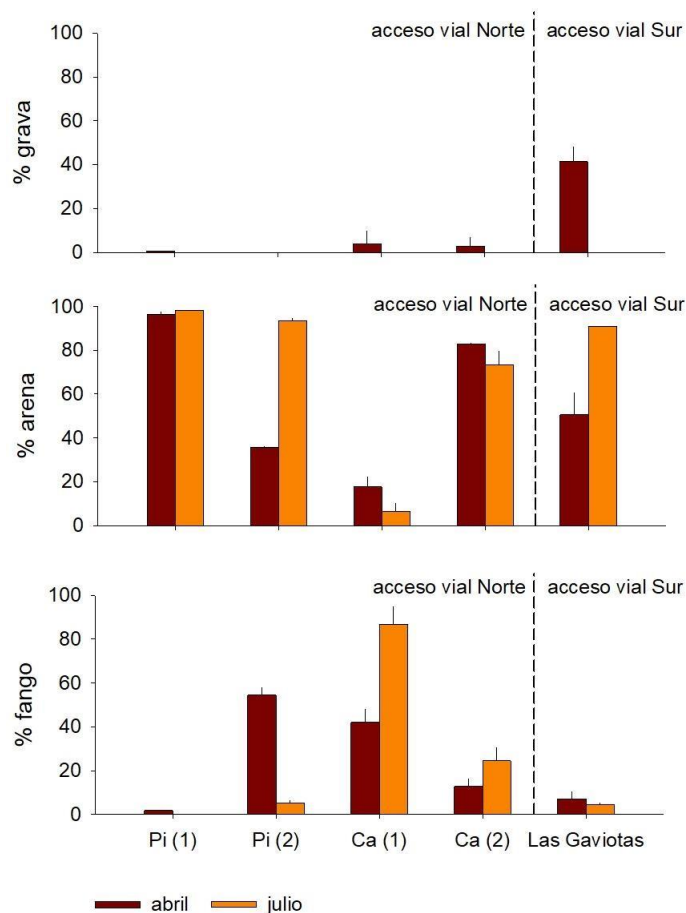 acceso vial Norte acceso vial Sur
% grava
100
80
60
40
20
0
acceso vial Norte acceso vial Sur
% arena
100
80
60
40
20
0
acceso vial Norte acceso vial Sur
% fango
100
80
60
40
20
0
Pi (1) Pi (2) Ca (1) Ca (2) Las Gaviotas
abril julio